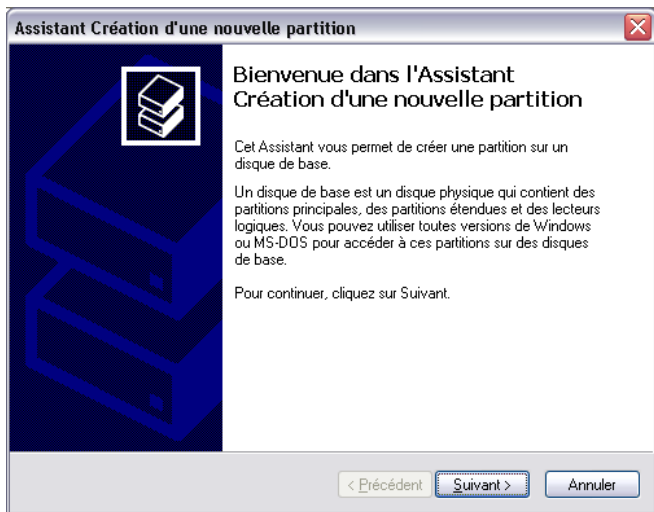 Assistant Création d'une nouvelle partition
Bienvenue dans l'Assistant
Création d'une nouvelle partition
Cet Assistant vous permet de créer une partition sur un
disque de base.
Un disque de base est un disque physique qui contient des
partitions principales, des partitions étendues et des lecteurs
logiques. Vous pouvez utiliser toutes versions de Windows
ou MS-DOS pour accéder à ces partitions sur des disques
de base.
Pour continuer, cliquez sur Suivant.
< Précédent Suivant > Annuler